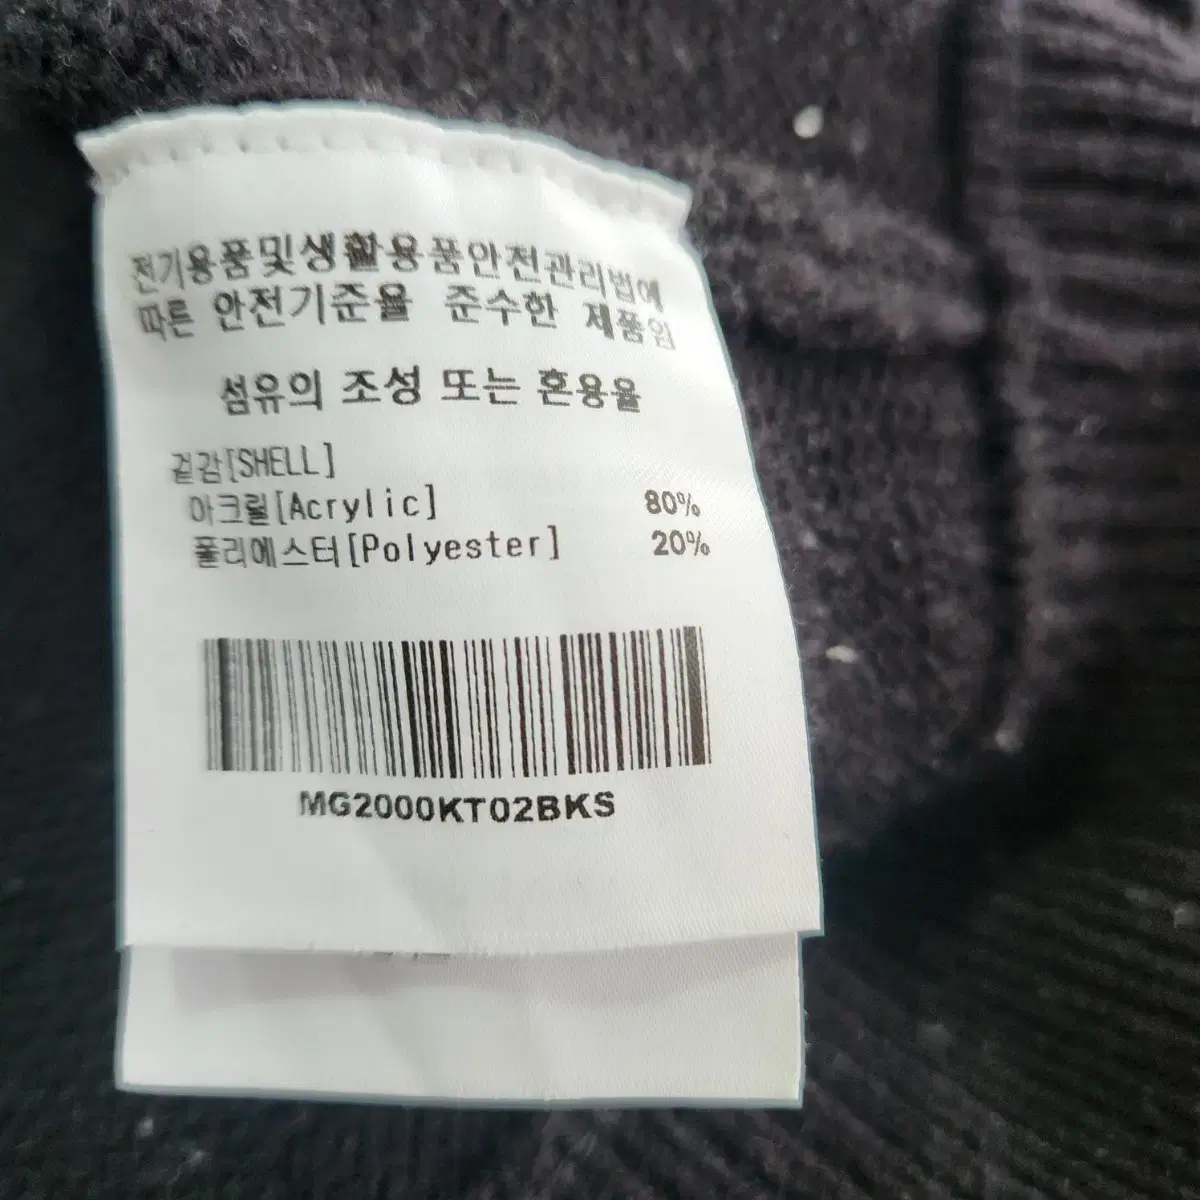 전기용품및생활용품안전관리법에
따른 안전기준을 준수한 제품임
섬유의 조성 또는 혼용율
겉감[SHELL]
아크릴[Acrylic] 80%
폴리에스터[Polyester] 20%
MG2000KT02BKS